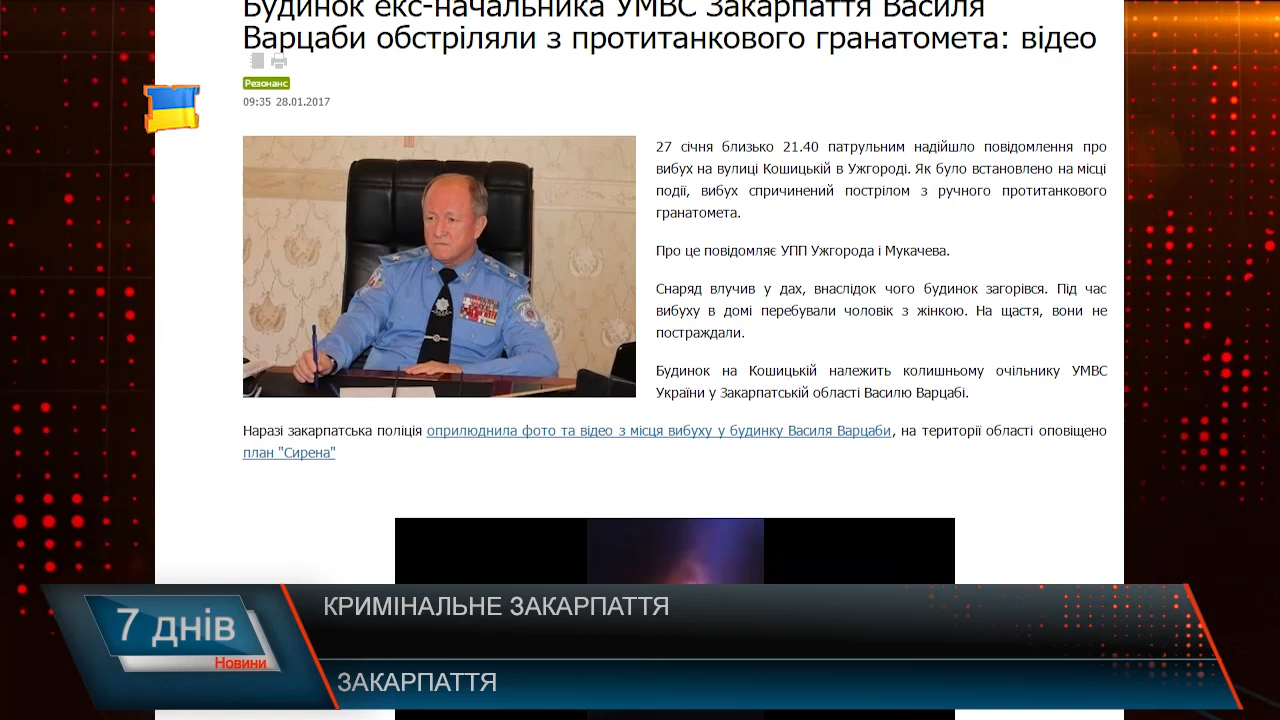 Будинок екс-начальника УМВС Закарпаття Василя
Варцаби обстріляли з протитанкового гранатомета: відео
Резонанс
09:35 28.01.2017
27 січня близько 21.40 патрульним надійшло повідомлення про
вибух на вулиці Кошицькій в Ужгороді. Як було встановлено на місці
події, вибух спричинений пострілом з ручного протитанкового
гранатомета.
Про це повідомляє УПП Ужгорода і Мукачева.
Снаряд влучив у дах, внаслідок чого будинок загорівся. Під час
вибуху в домі перебували чоловік з жінкою. На щастя, вони не
постраждали.
Будинок на Кошицькій належить колишньому очільнику УМВС
України у Закарпатській області Василю Варцабі.
Наразі закарпатська поліція оприлюднила фото та відео з місця вибуху у будинку Василя Варцаби, на території області оповіщено
план "Сирена"
7 днів
Новини
КРИМІНАЛЬНЕ ЗАКАРПАТТЯ
ЗАКАРПАТТЯ